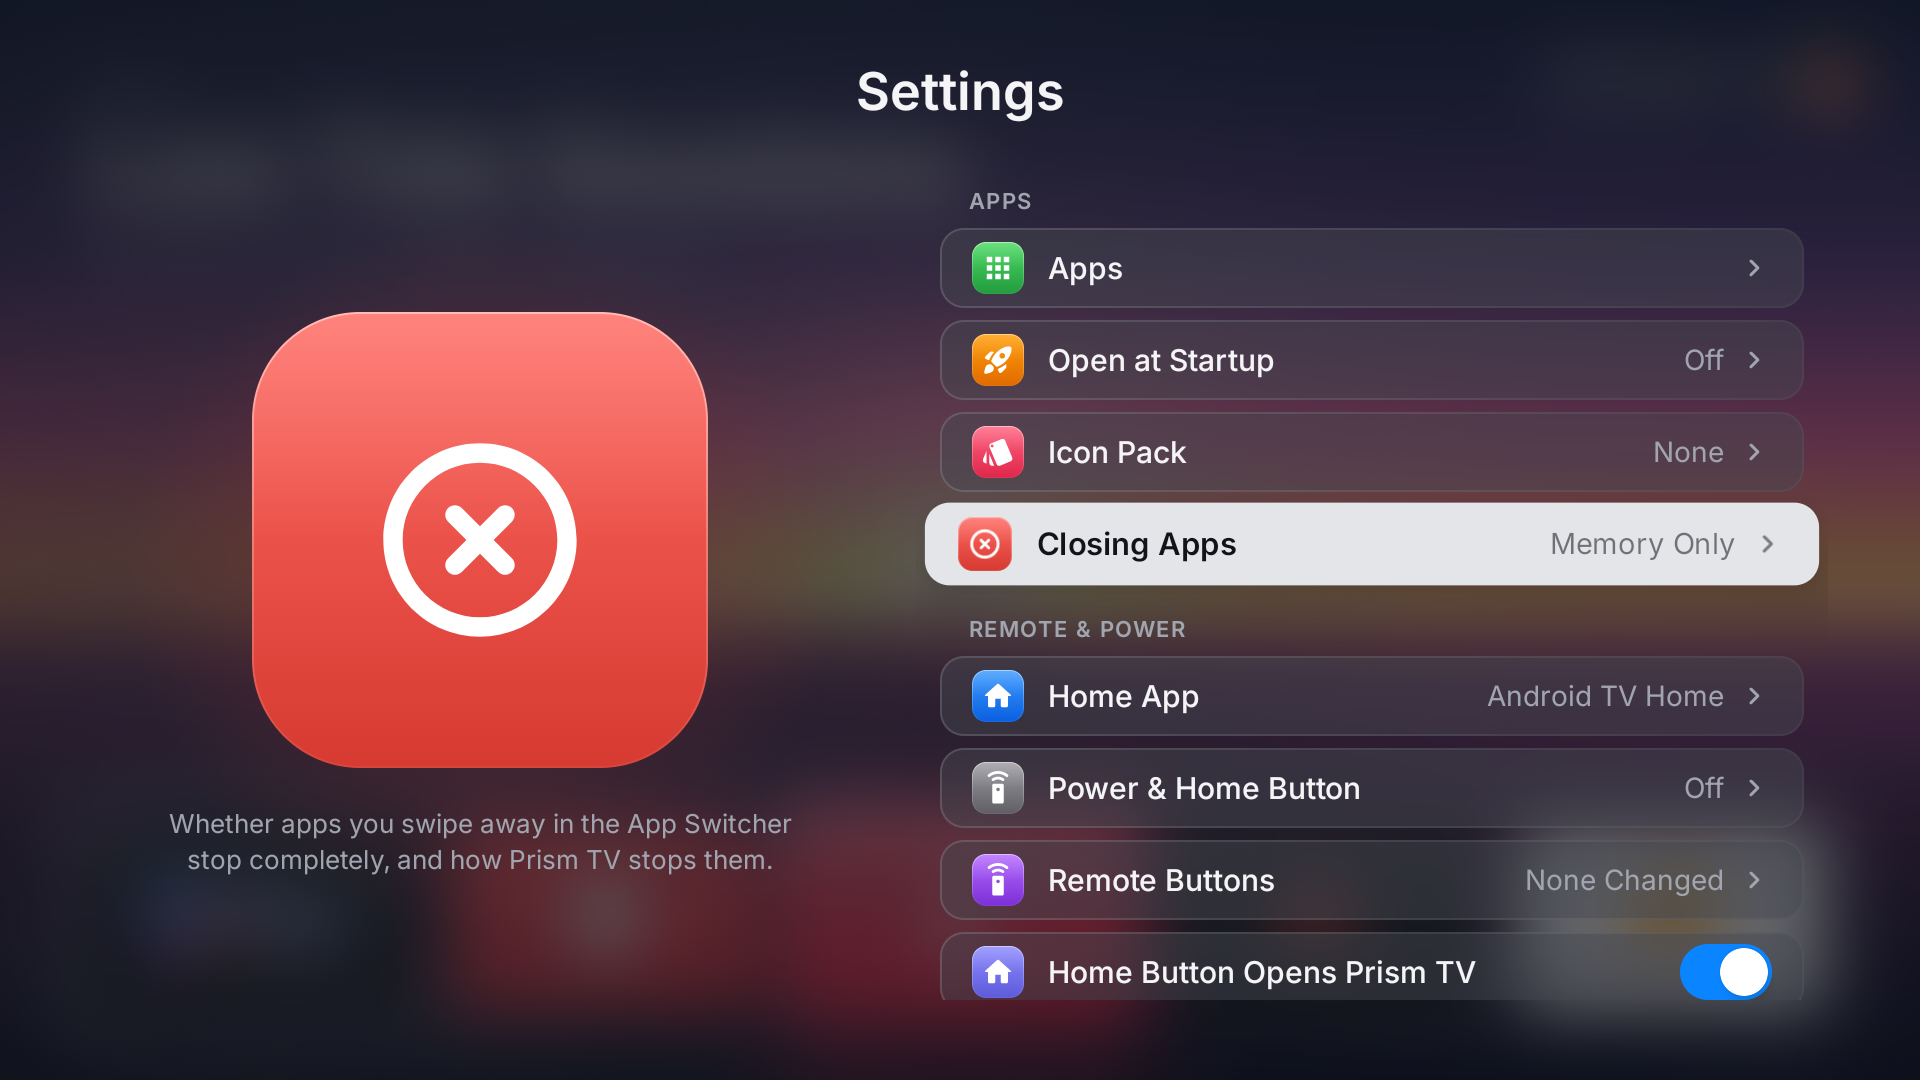 Settings
APPS
Apps
Open at Startup Off
Icon Pack None
Closing Apps Memory Only
Whether apps you swipe away in the App Switcher
stop completely, and how Prism TV stops them.
REMOTE & POWER
Home App Android TV Home
Power & Home Button Off
Remote Buttons None Changed
Home Button Opens Prism TV